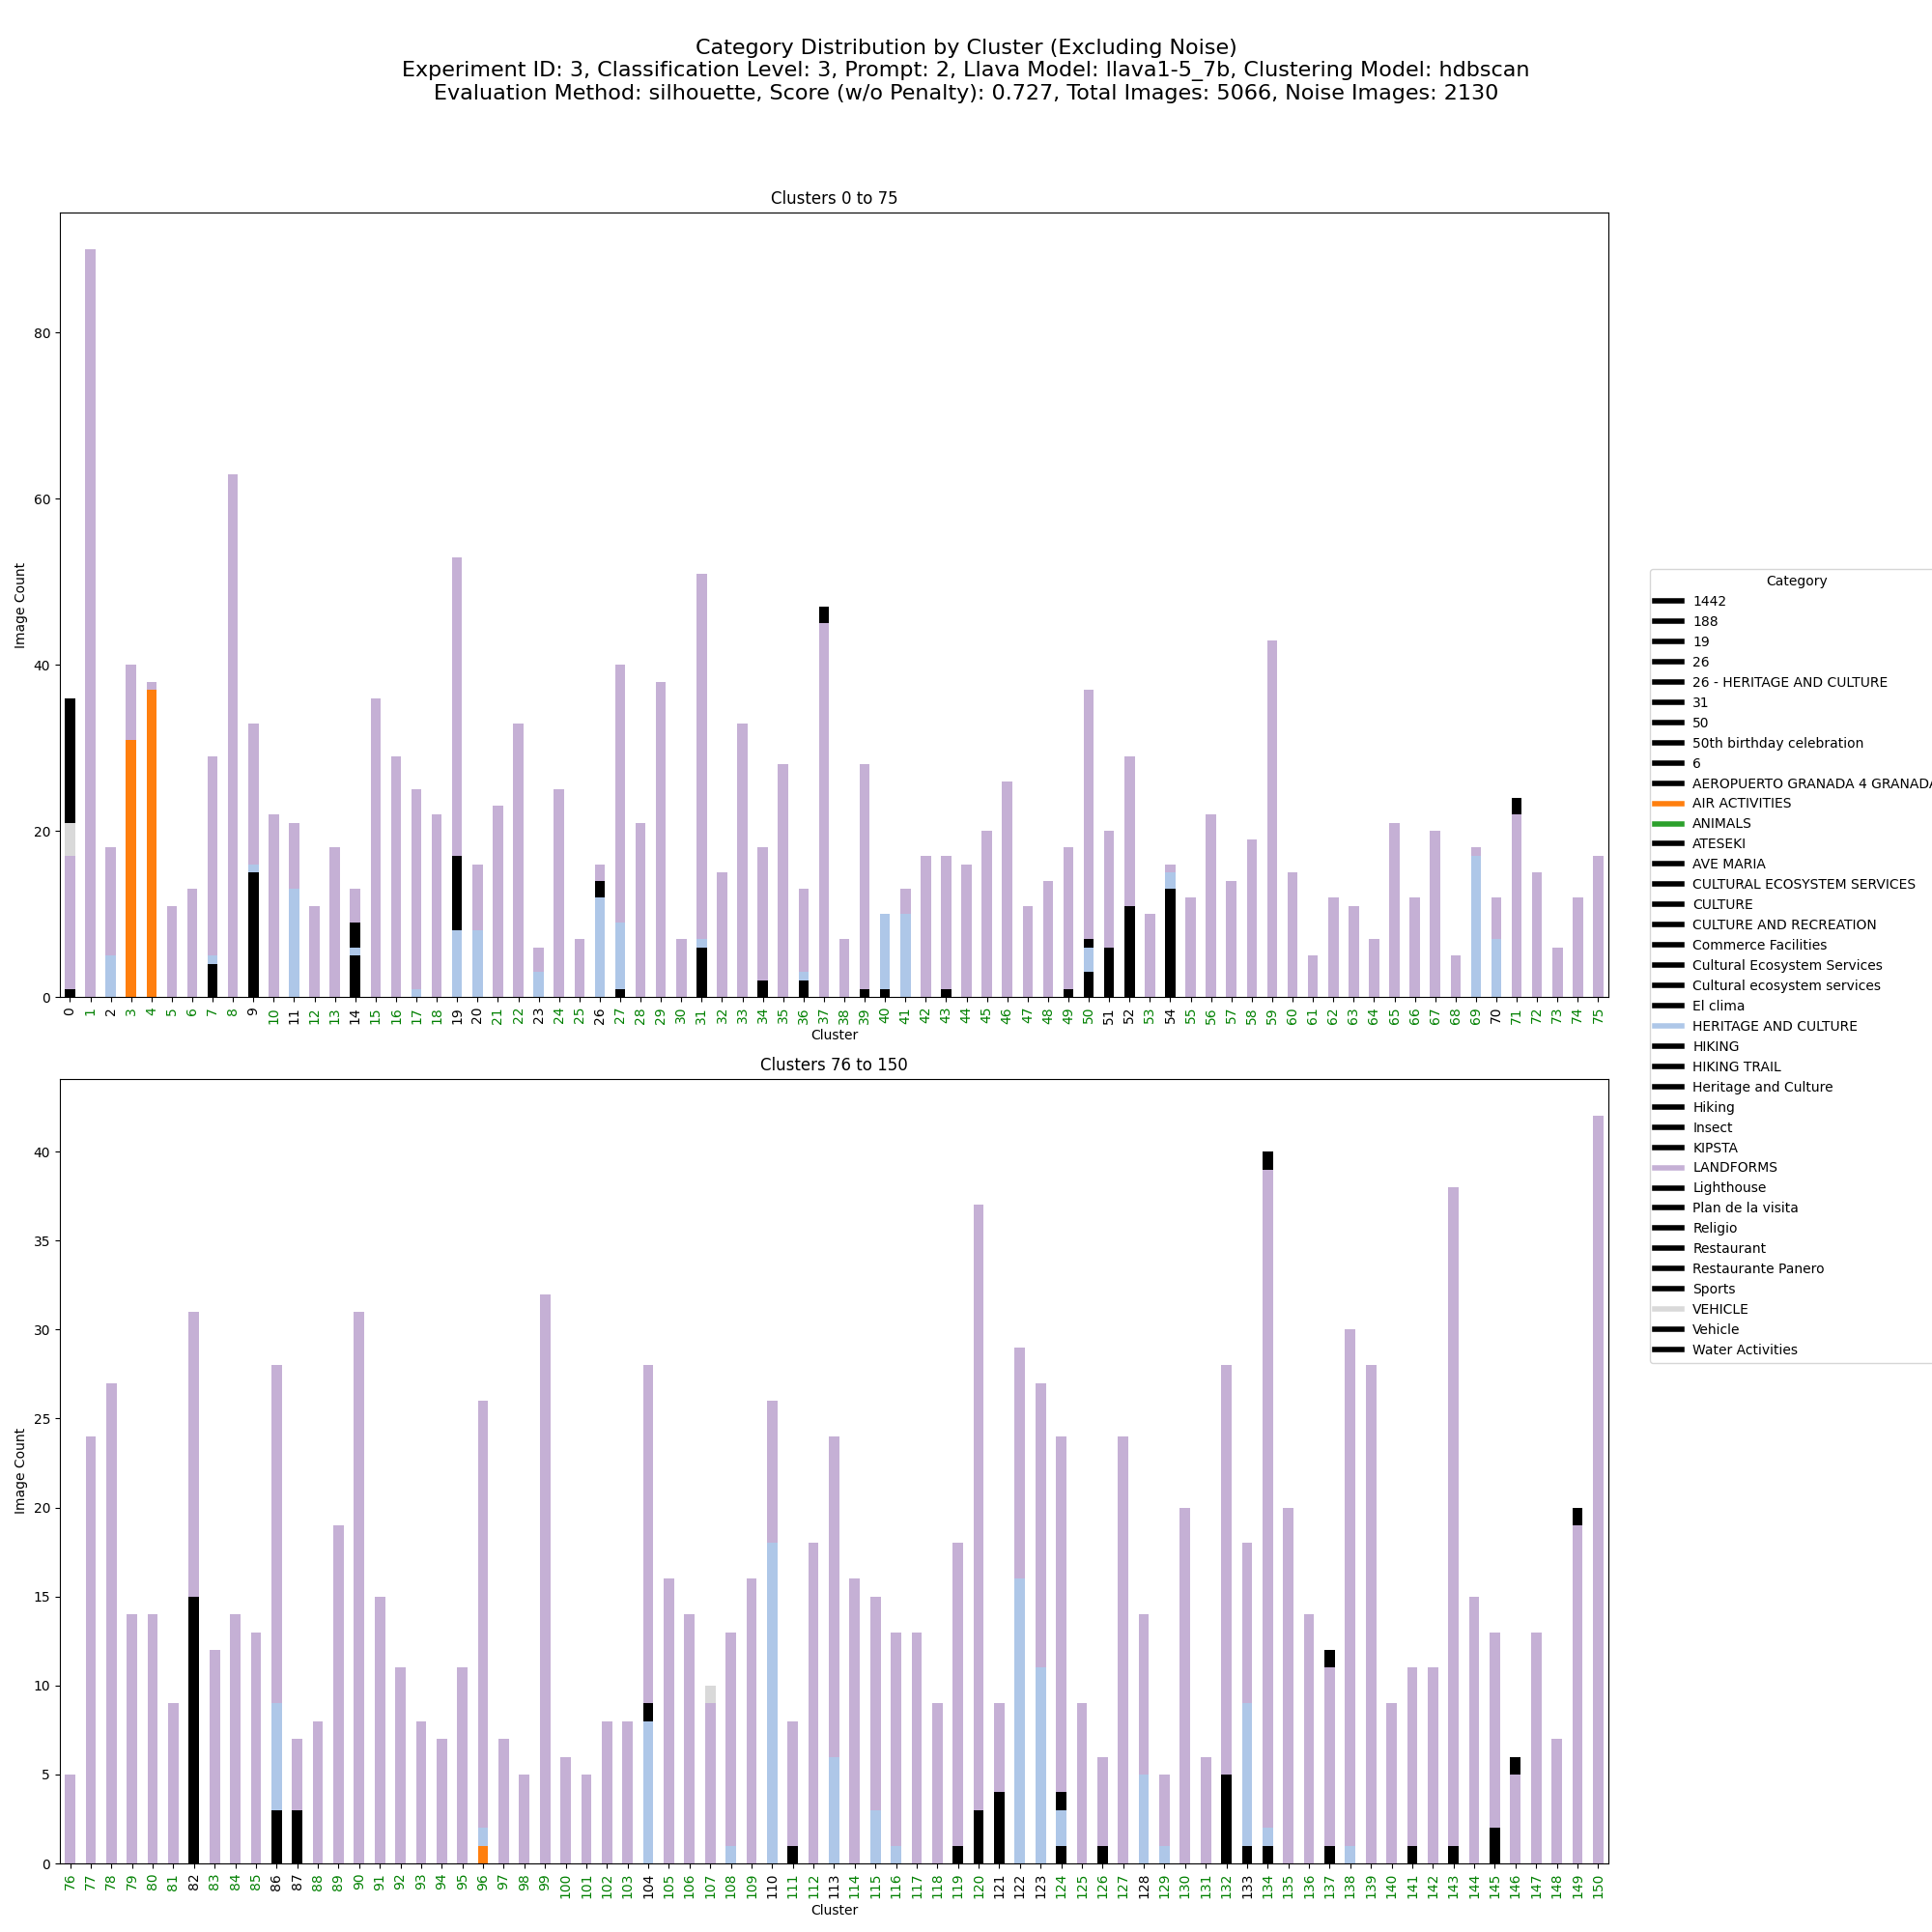 Category Distribution by Cluster (Excluding Noise)
Experiment ID: 3, Classification Level: 3, Prompt: 2, Llava Model: llava1-5_7b, Clustering Model: hdbscan
Evaluation Method: silhouette, Score (w/o Penalty): 0.727, Total Images: 5066, Noise Images: 2130
Clusters 0 to 75
80
60
40
20
0
Image Count
0 1 2 3 4 5 6 7 8 9 10 11 12 13 14 15 16 17 18 19 20 21 22 23 24 25 26 27 28 29 30 31 32 33 34 35 36 37 38 39 40 41 42 43 44 45 46 47 48 49 50 51 52 53 54 55 56 57 58 59 60 61 62 63 64 65 66 67 68 69 70 71 72 73 74 75
Cluster
Clusters 76 to 150
40
35
30
25
20
15
10
5
0
Image Count
76 77 78 79 80 81 82 83 84 85 86 87 88 89 90 91 92 93 94 95 96 97 98 99 100 101 102 103 104 105 106 107 108 109 110 111 112 113 114 115 116 117 118 119 120 121 122 123 124 125 126 127 128 129 130 131 132 133 134 135 136 137 138 139 140 141 142 143 144 145 146 147 148 149 150
Cluster
Category
1442
188
19
26
26 - HERITAGE AND CULTURE
31
50
50th birthday celebration
6
AEROPUERTO GRANADA 4 GRANADA
AIR ACTIVITIES
ANIMALS
ATESEKI
AVE MARIA
CULTURAL ECOSYSTEM SERVICES
CULTURE
CULTURE AND RECREATION
Commerce Facilities
Cultural Ecosystem Services
Cultural ecosystem services
El clima
HERITAGE AND CULTURE
HIKING
HIKING TRAIL
Heritage and Culture
Hiking
Insect
KIPSTA
LANDFORMS
Lighthouse
Plan de la visita
Religio
Restaurant
Restaurante Panero
Sports
VEHICLE
Vehicle
Water Activities